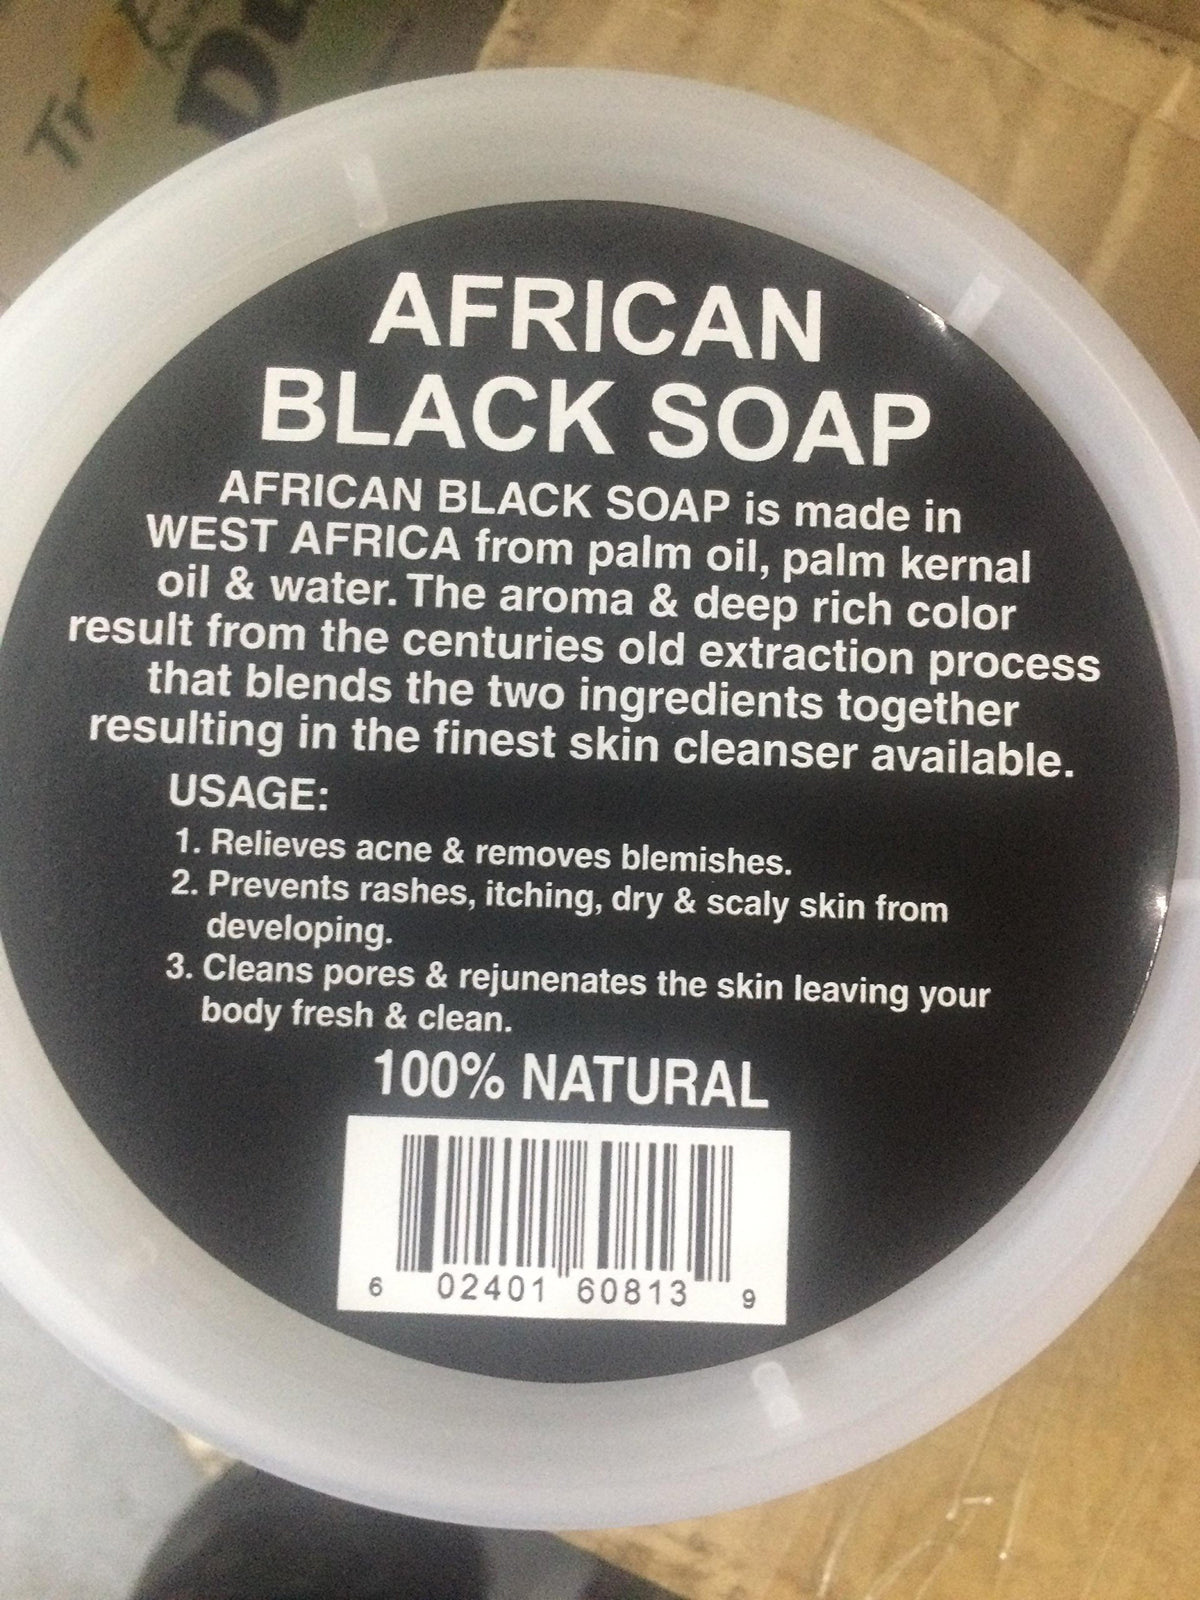 AFRICAN
BLACK SOAP
AFRICAN BLACK SOAP is made in
WEST AFRICA from palm oil, palm kernal
oil & water. The aroma & deep rich color
result from the centuries old extraction process
that blends the two ingredients together
resulting in the finest skin cleanser available.
USAGE:
1. Relieves acne & removes blemishes.
2. Prevents rashes, itching, dry & scaly skin from
developing.
3. Cleans pores & rejunenates the skin leaving your
body fresh & clean.
100% NATURAL
6 02401 60813 9